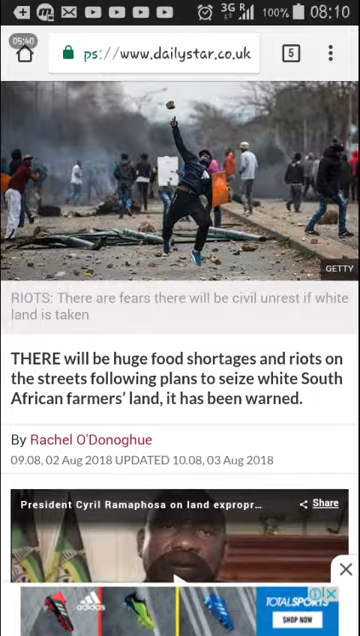 3G R
100%
08:10
05:40
ps://www.dailystar.co.uk
5
GETTY
RIOTS: There are fears there will be civil unrest if white
land is taken
THERE will be huge food shortages and riots on
the streets following plans to seize white South
African farmers' land, it has been warned.
By Rachel O'Donoghue
09.08, 02 Aug 2018 UPDATED 10.08, 03 Aug 2018
President Cyril Ramaphosa on land expropr...
Share
adidas
TOTALSPORTS
SHOP NOW